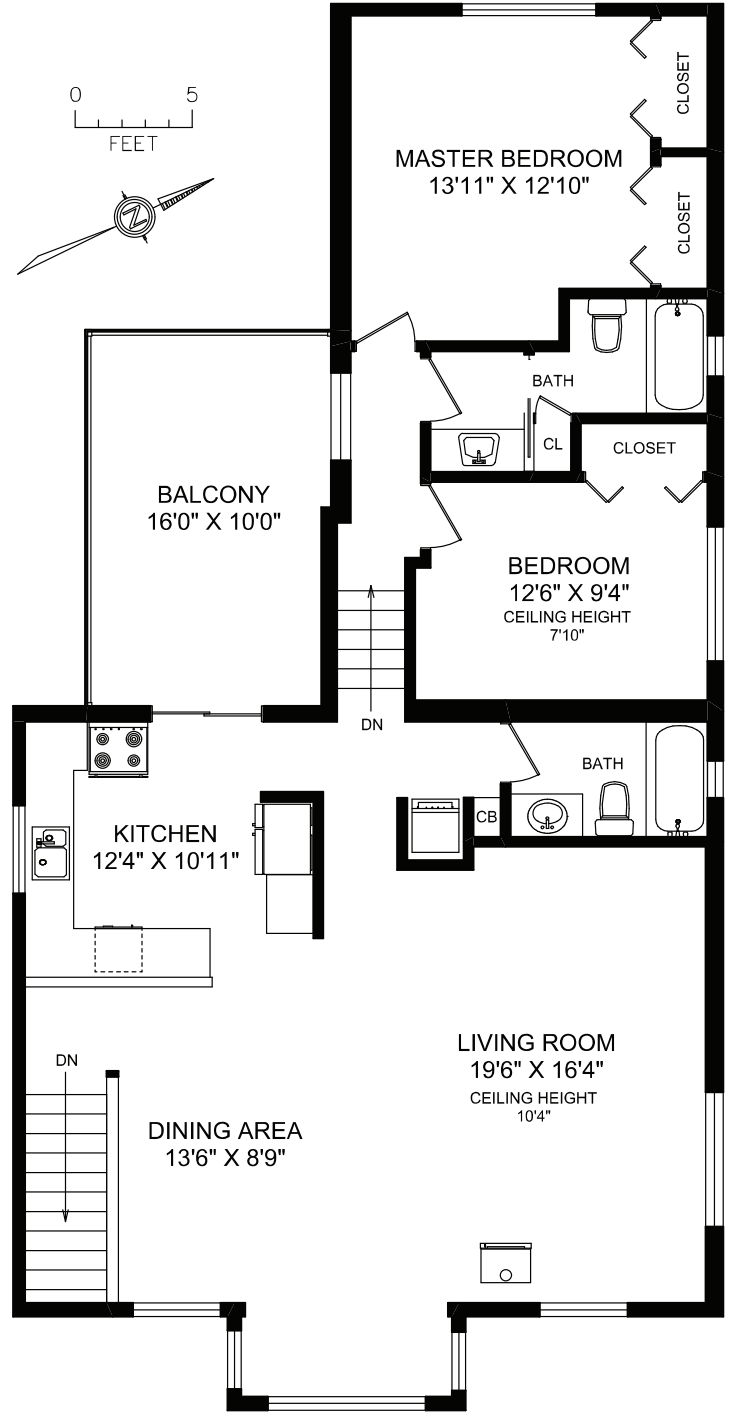 0 5
FEET
N
CLOSET
MASTER BEDROOM
13'11" X 12'10"
CLOSET
BATH
CL
CLOSET
BALCONY
16'0" X 10'0"
BEDROOM
12'6" X 9'4"
CEILING HEIGHT
7'10"
DN
BATH
CB
KITCHEN
12'4" X 10'11"
LIVING ROOM
19'6" X 16'4"
CEILING HEIGHT
10'4"
DN
DINING AREA
13'6" X 8'9"